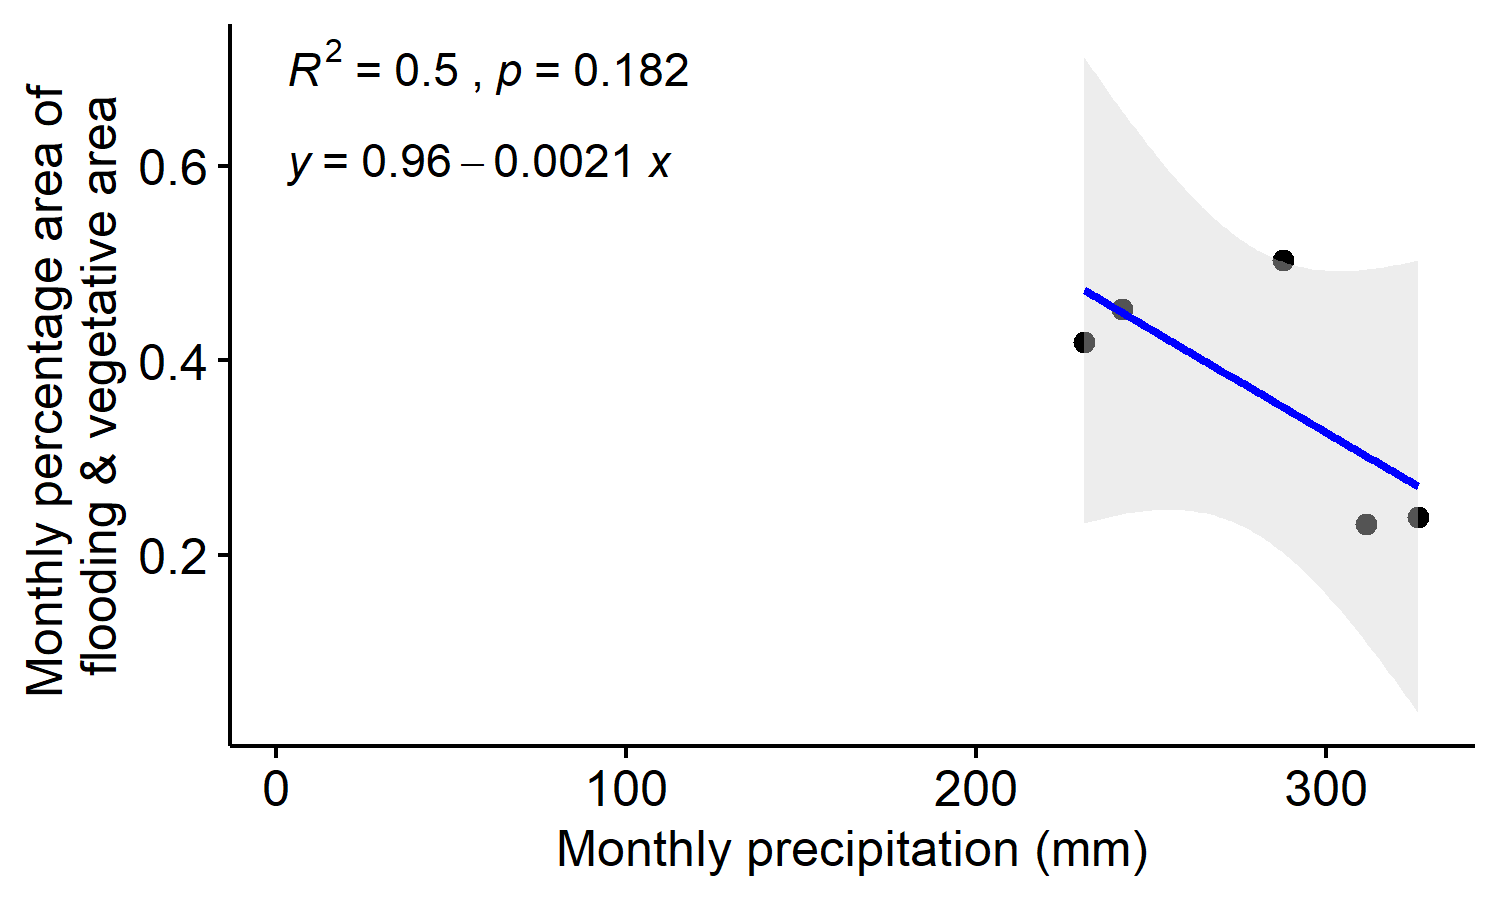 R² = 0.5 , p = 0.182
y = 0.96 – 0.0021 x
Monthly percentage area of
flooding & vegetative area
0.6
0.4
0.2
0 100 200 300
Monthly precipitation (mm)